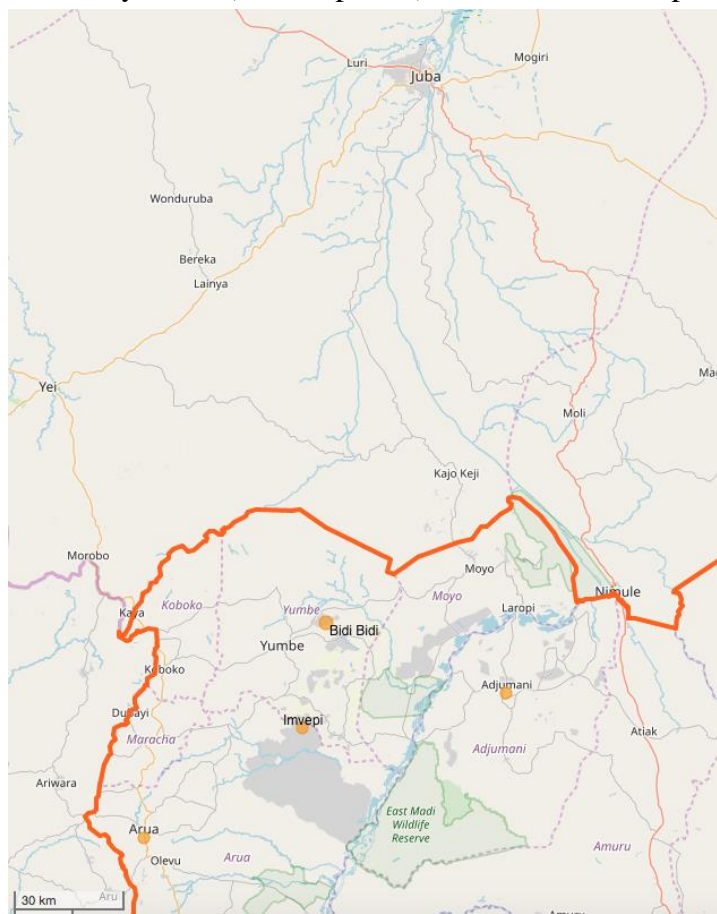 Juba
Luri
Mogiri
Wonduruba
Bereka
Lainya
Yei
Moli
Kajo Keji
Morobo
Moyo
Nimule
Kaya
Koboko
Yumbe
Moyo
Laropi
Bidi Bidi
Yumbe
Koboko
Adjumani
Imvepi
Maracha
Adjumani
Atiak
Ariwara
East Madi
Wildlife
Reserve
Arua
Olevu
Arua
Amuru
30 km
Aru
Amuru